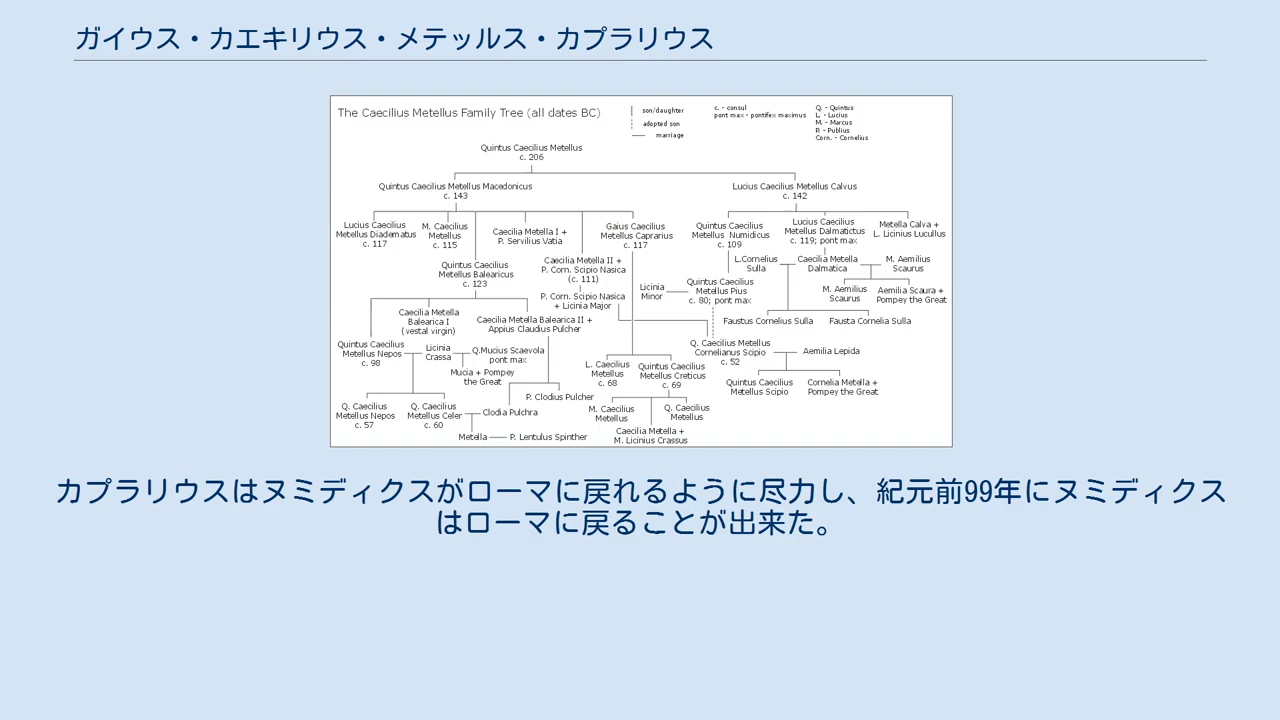 ガイウス・カエキリウス・メテッルス・カプラリウス
The Caecilius Metellus Family Tree (all dates BC)
son/daughter
adopted son
marriage
c. - consul
pont max - pontifex maximus
Q. - Quintus
L. - Lucius
M. - Marcus
P. - Publius
Corn. - Cornelius
Quintus Caecilius Metellus
c. 206
Quintus Caecilius Metellus Macedonicus
c. 143
Lucius Caecilius Metellus Calvus
c. 142
Lucius Caecilius
Metellus Diadematus
c. 117
M. Caecilius
Metellus
c. 115
Caecilia Metella I +
P. Servilius Vatia
Gaius Caecilius
Metellus Caprarius
c. 117
Quintus Caecilius
Metellus Numidicus
c. 109
Lucius Caecilius
Metellus Dalmatictus
c. 119; pont max
Metella Calva +
L. Licinius Lucullus
Quintus Caecilius
Metellus Balearicus
c. 123
Caecilia Metella II +
P. Corn. Scipio Nasica
(c. 111)
L.Cornelius
Sulla
Caecilia Metella
Dalmatica
M. Aemilius
Scaurus
P. Corn. Scipio Nasica
+ Licinia Major
Licinia
Minor
Quintus Caecilius
Metellus Pius
c. 80; pont max
M. Aemilius
Scaurus
Aemilia Scaura +
Pompey the Great
Caecilia Metella
Balearica I
(vestal virgin)
Caecilia Metella Balearica II +
Appius Claudius Pulcher
Faustus Cornelius Sulla
Fausta Cornelia Sulla
Quintus Caecilius
Metellus Nepos
c. 98
Licinia
Crassa
Q.Mucius Scaevola
pont max
Q. Caecilius Metellus
Cornelianus Scipio
c. 52
Aemilia Lepida
Mucia + Pompey
the Great
L. Caecilius
Metellus
c. 68
Quintus Caecilius
Metellus Creticus
c. 69
Quintus Caecilius
Metellus Scipio
Cornelia Metella +
Pompey the Great
P. Clodius Pulcher
Q. Caecilius
Metellus Nepos
c. 57
Q. Caecilius
Metellus Celer
c. 60
Clodia Pulchra
M. Caecilius
Metellus
Q. Caecilius
Metellus
Metella
P. Lentulus Spinther
Caecilia Metella +
M. Licinius Crassus
カプラリウスはヌミディクスがローマに戻れるように尽力し、紀元前99年にヌミディクス
はローマに戻ることが出来た。